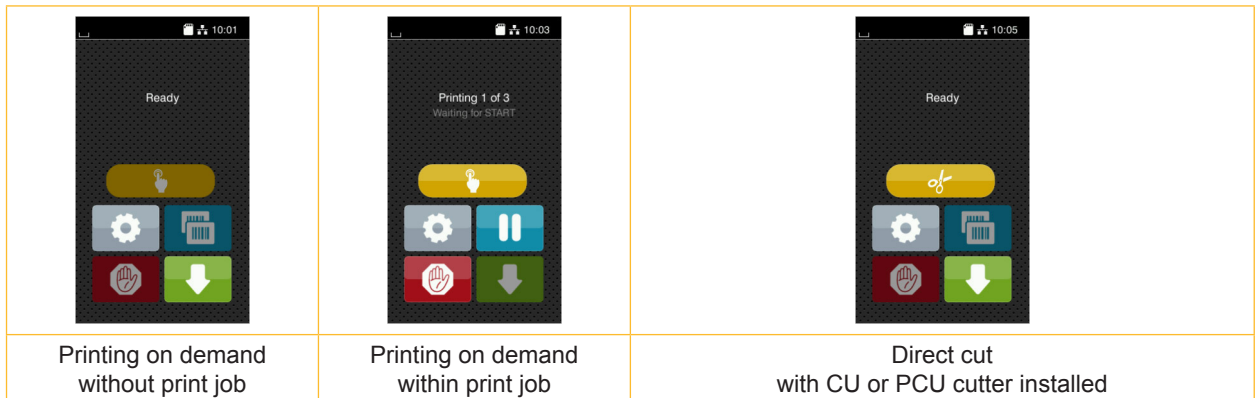 10:01
Ready
10:03
Printing 1 of 3
Waiting for START
10:05
Ready
Printing on demand
without print job
Printing on demand
within print job
Direct cut
with CU or PCU cutter installed